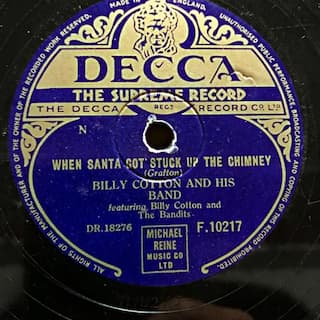 MADE IN ENGLAND.
ALL RIGHTS OF THE MANUFACTURER AND OF THE OWNER OF THE RECORDED WORK RESERVED.
UNAUTHORISED PUBLIC PERFORMANCE, BROADCASTING AND COPYING OF THIS RECORD PROHIBITED.
DECCA
THE SUPREME RECORD
THE DECCA REGD RECORD CO. LTD.
N
WHEN SANTA GOT STUCK UP THE CHIMNEY
(Gratton)
BILLY COTTON AND HIS
BAND
featuring Billy Cotton and
The Bandits
DR.18276
F.10217
MICHAEL
REINE
MUSIC CO
LTD